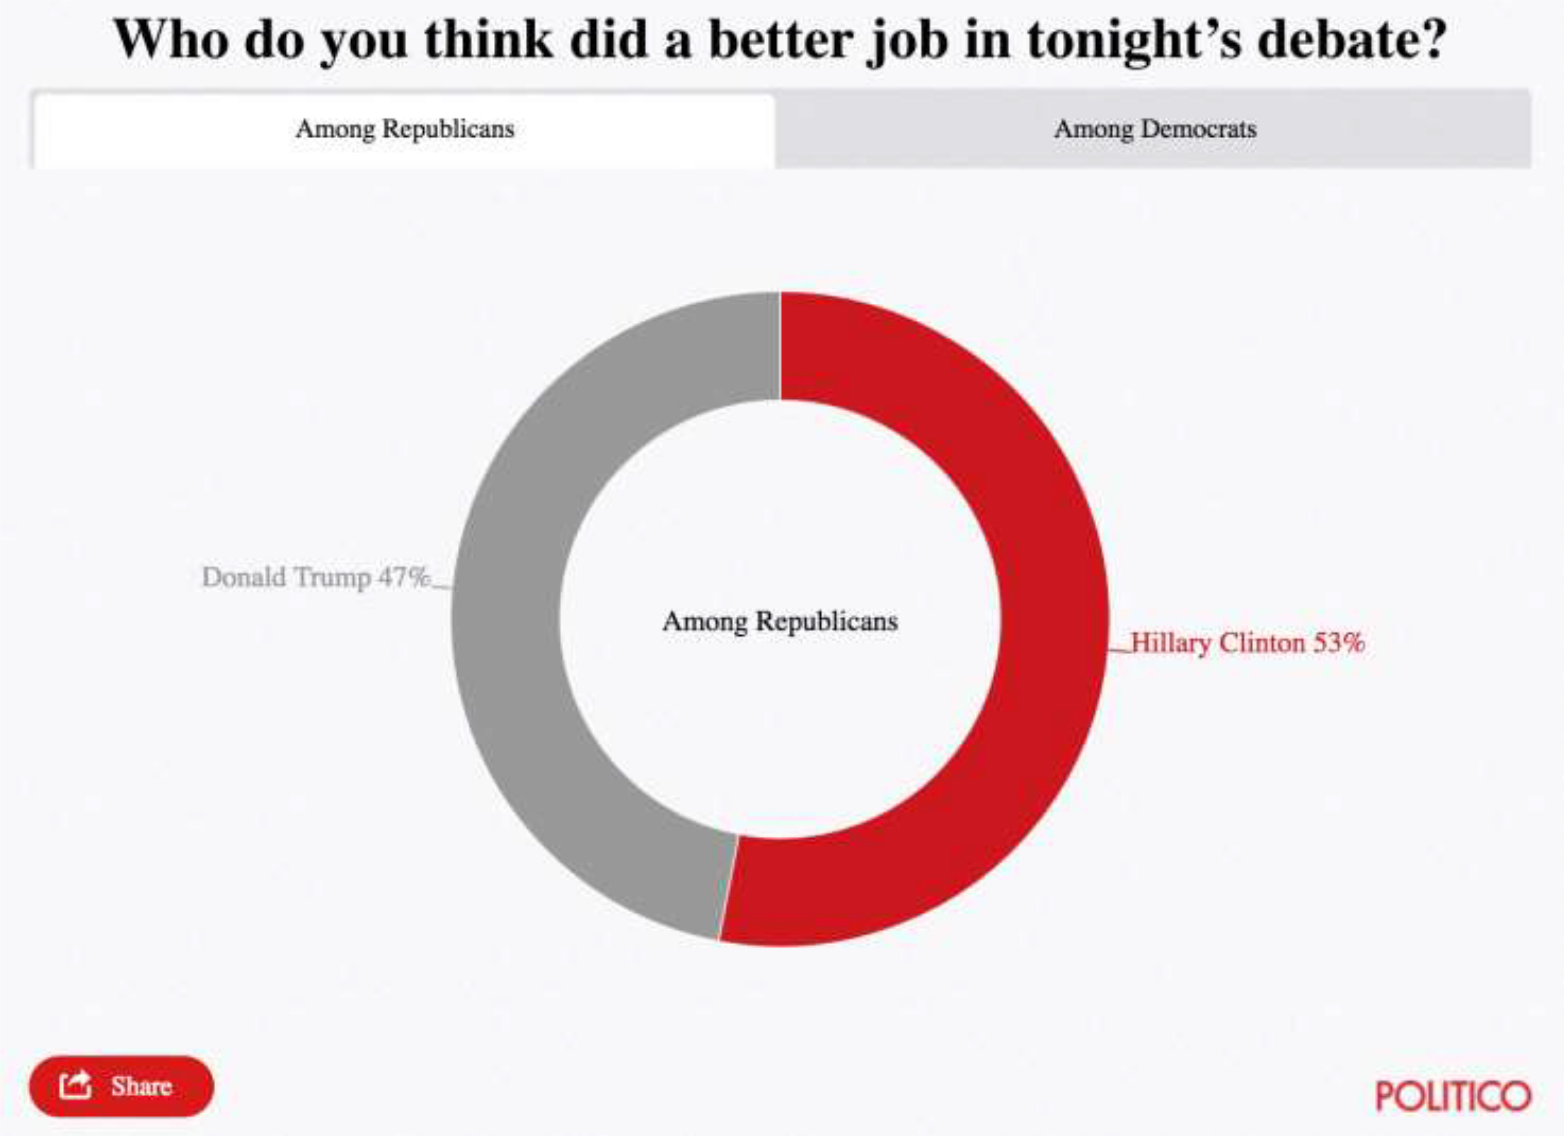 Who do you think did a better job in tonight’s debate?
Among Republicans
Among Democrats
Donald Trump 47%
Among Republicans
Hillary Clinton 53%
Share
POLITICO